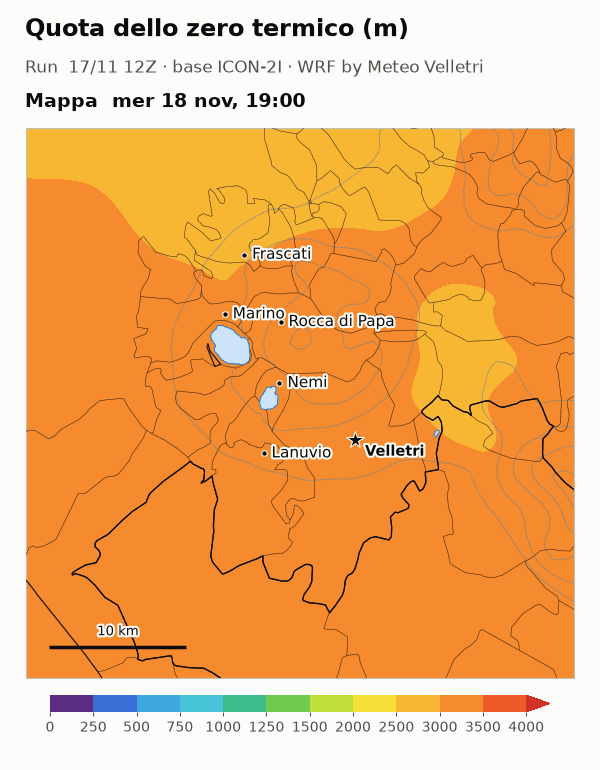 Quota dello zero termico (m)
Run  17/11 12Z · base ICON-2I · WRF by Meteo Velletri
Mappa  mer 18 nov, 19:00
Frascati
Marino
Rocca di Papa
Nemi
Velletri
Lanuvio
10 km
0 250 500 750 1000 1250 1500 2000 2500 3000 3500 4000